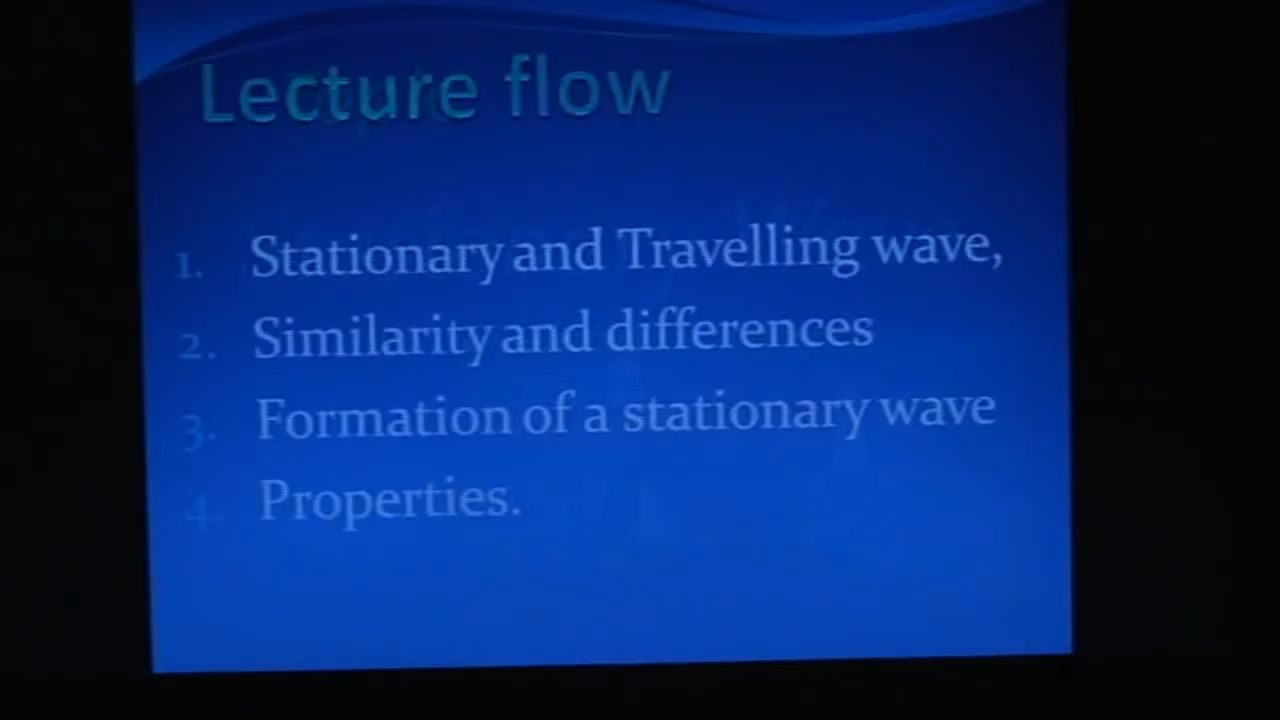 Lecture flow
1. Stationary and Travelling wave,
2. Similarity and differences
3. Formation of a stationary wave
4. Properties.